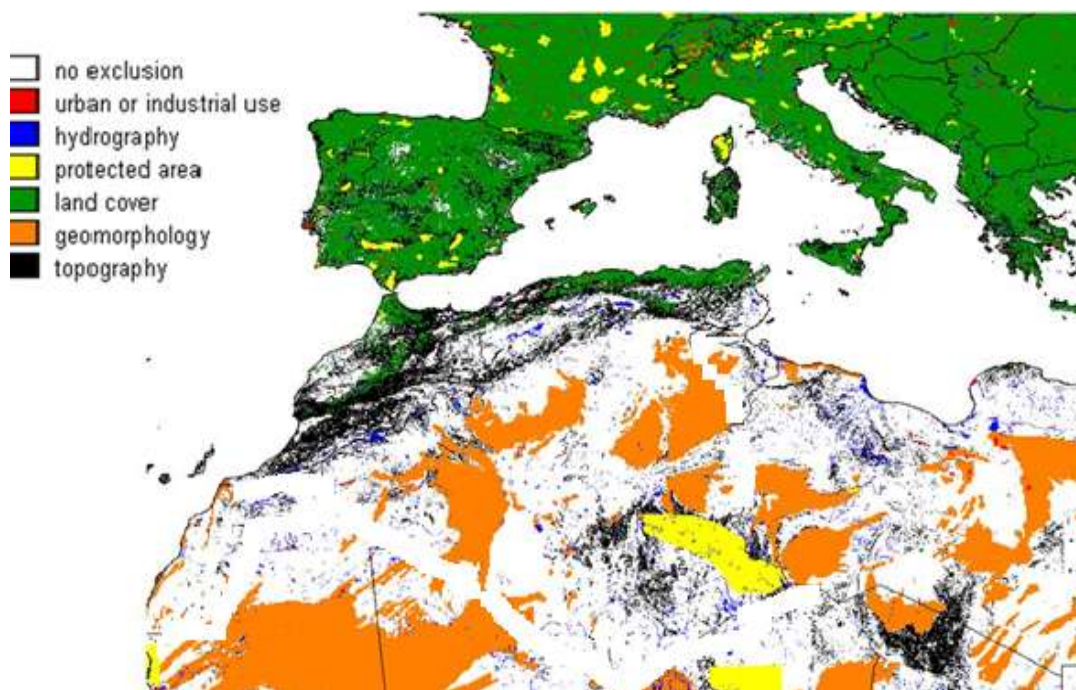 no exclusion
urban or industrial use
hydrography
protected area
land cover
geomorphology
topography